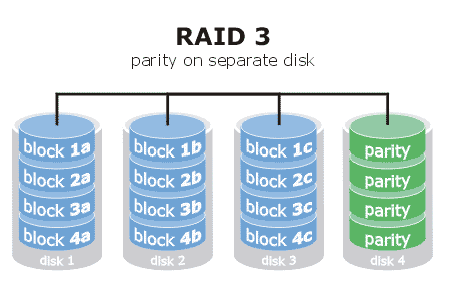 RAID 3
parity on separate disk
block 1a block 1b block 1c parity
block 2a block 2b block 2c parity
block 3a block 3b block 3c parity
block 4a block 4b block 4c parity
disk 1 disk 2 disk 3 disk 4